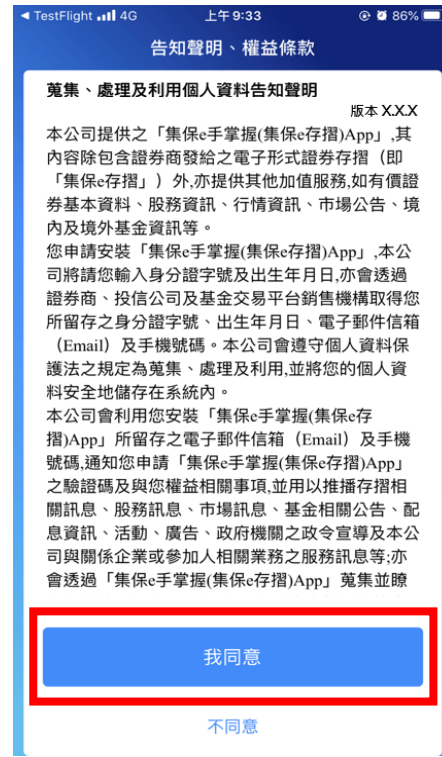 ◀ TestFlight 4G 上午9:33 86%
告知聲明、權益條款
蒐集、處理及利用個人資料告知聲明
版本 X.X.X
本公司提供之「集保e手掌握(集保e存摺)App」,其
內容除包含證券商發給之電子形式證券存摺（即
「集保e存摺」）外,亦提供其他加值服務,如有價證
券基本資料、股務資訊、行情資訊、市場公告、境
內及境外基金資訊等。
您申請安裝「集保e手掌握(集保e存摺)App」,本公
司將請您輸入身分證字號及出生年月日,亦會透過
證券商、投信公司及基金交易平台銷售機構取得您
所留存之身分證字號、出生年月日、電子郵件信箱
（Email）及手機號碼。本公司會遵守個人資料保
護法之規定為蒐集、處理及利用,並將您的個人資
料安全地儲存在系統內。
本公司會利用您安裝「集保e手掌握(集保e存
摺)App」所留存之電子郵件信箱（Email）及手機
號碼,通知您申請「集保e手掌握(集保e存摺)App」
之驗證碼及與您權益相關事項,並用以推播存摺相
關訊息、股務訊息、市場訊息、基金相關公告、配
息資訊、活動、廣告、政府機關之政令宣導及本公
司與關係企業或參加人相關業務之服務訊息等;亦
會透過「集保e手掌握(集保e存摺)App」蒐集並瞭
我同意
不同意